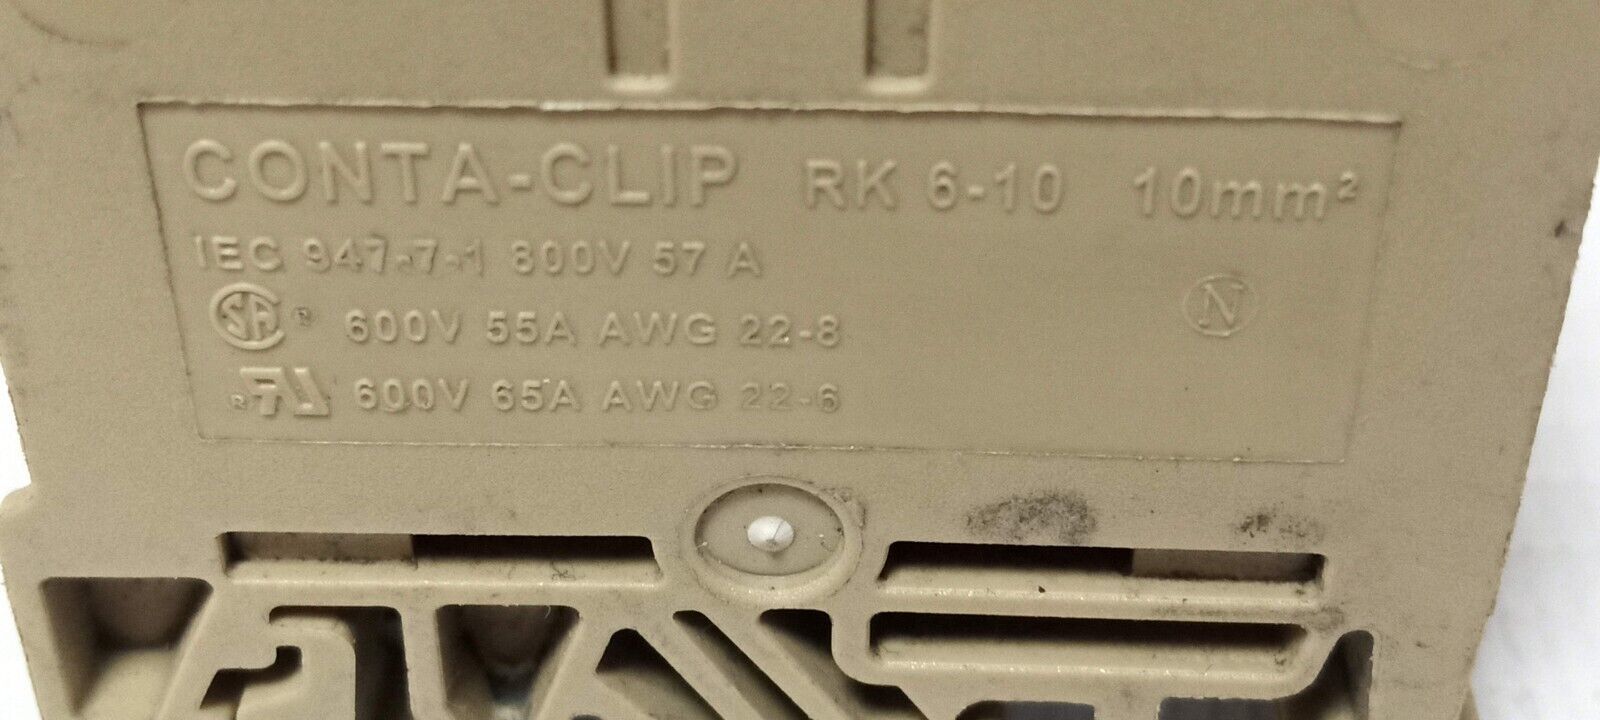 CONTA-CLIP RK 6-10 10mm²
IEC 947-7-1 800V 57 A
SA ® 600V 55A AWG 22-8
N
® 600V 65A AWG 22-6